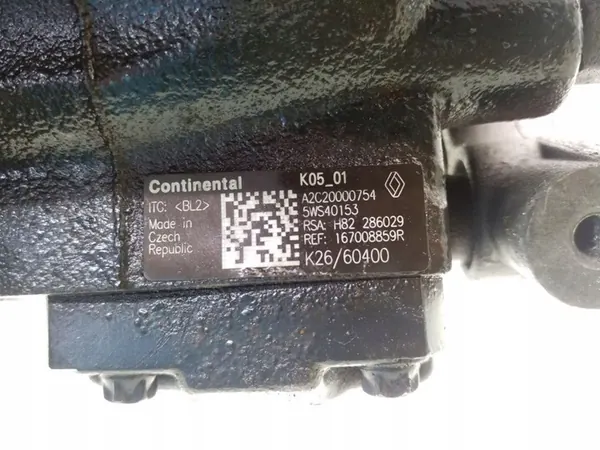 Continental K05_01
ITC: <BL2> A2C20000754
5WS40153
Made in RSA: H82 286029
Czech REF: 167008859R
Republic K26/60400